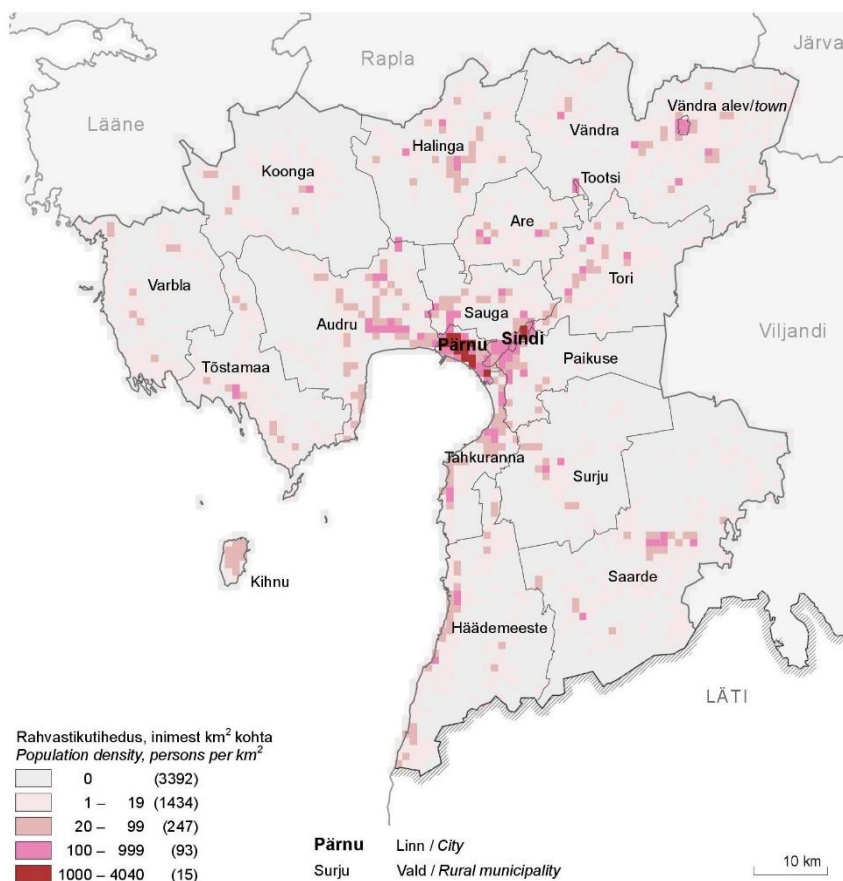 Järva
Rapla
Lääne
Vändra alev/town
Vändra
Halinga
Koonga
Tootsi
Are
Varbla
Tori
Sauga
Audru
Sindi
Pärnu
Viljandi
Paikuse
Tõstamaa
Tahkuranna
Surju
Kihnu
Saarde
Häädemeeste
LÄTI
Rahvastikutihedus, inimest km² kohta
Population density, persons per km²
0 (3392)
1 – 19 (1434)
20 – 99 (247)
100 – 999 (93)
1000 – 4040 (15)
Pärnu Linn / City
Surju Vald / Rural municipality
10 km